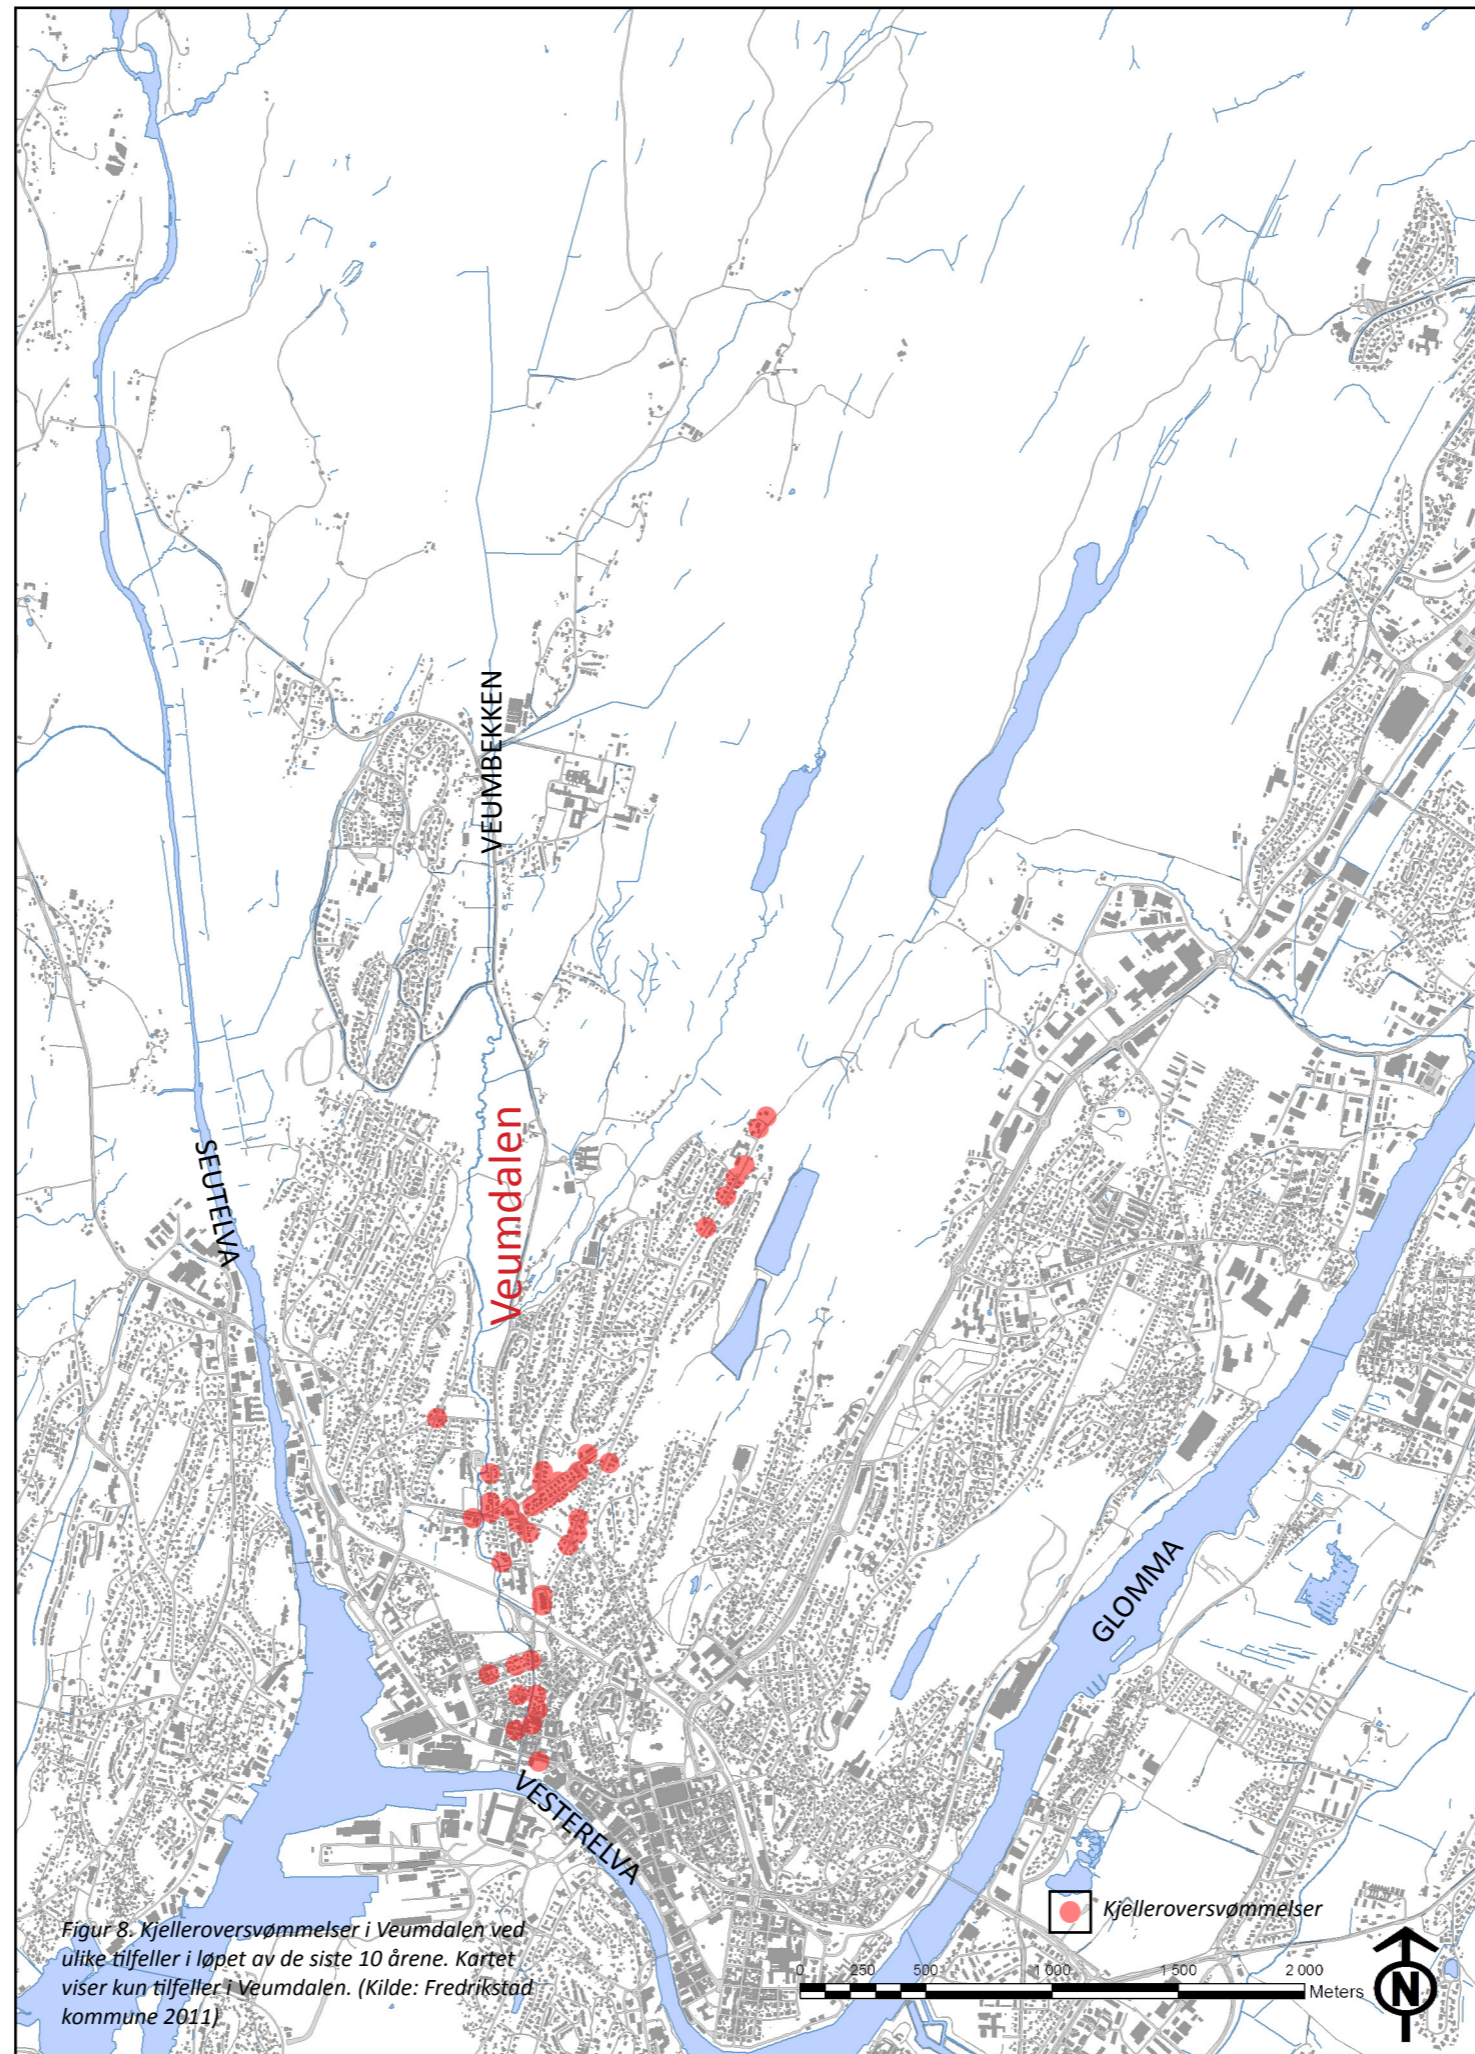 VEUMBEKKEN
Veumdalen
SEUTELVA
GLOMMA
VESTERELVA
Kjelleroversvømmelser
Figur 8. Kjelleroversvømmelser i Veumdalen ved
ulike tilfeller i løpet av de siste 10 årene. Kartet
viser kun tilfeller i Veumdalen. (Kilde: Fredrikstad
kommune 2011)
0 250 500 1 000 1 500 2 000
Meters
N